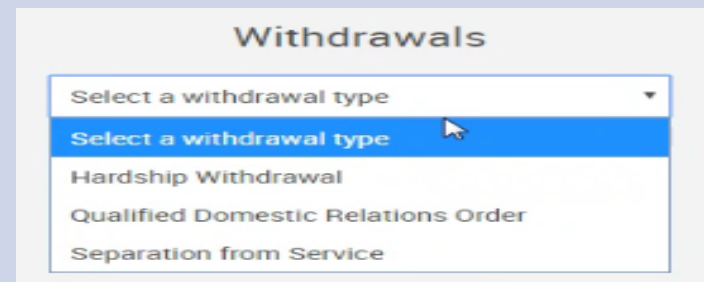 Withdrawals
Select a withdrawal type
Select a withdrawal type
Hardship Withdrawal
Qualified Domestic Relations Order
Separation from Service